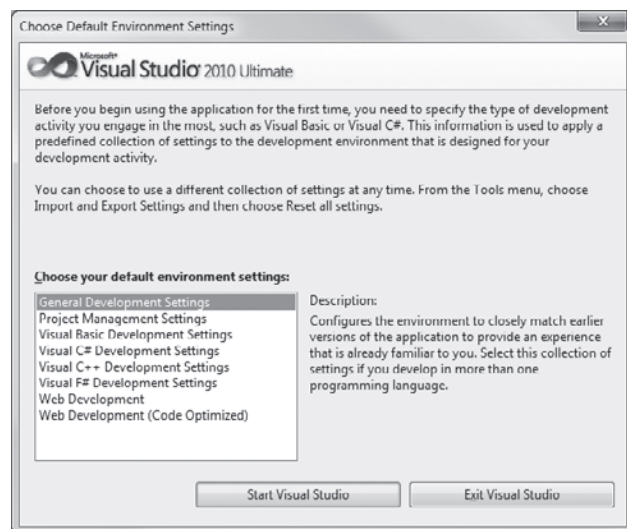 Choose Default Environment Settings
Microsoft®
Visual Studio® 2010 Ultimate
Before you begin using the application for the first time, you need to specify the type of development
activity you engage in the most, such as Visual Basic or Visual C#. This information is used to apply a
predefined collection of settings to the development environment that is designed for your
development activity.
You can choose to use a different collection of settings at any time. From the Tools menu, choose
Import and Export Settings and then choose Reset all settings.
Choose your default environment settings:
General Development Settings
Project Management Settings
Visual Basic Development Settings
Visual C# Development Settings
Visual C++ Development Settings
Visual F# Development Settings
Web Development
Web Development (Code Optimized)
Description:
Configures the environment to closely match earlier
versions of the application to provide an experience
that is already familiar to you. Select this collection of
settings if you develop in more than one
programming language.
Start Visual Studio
Exit Visual Studio